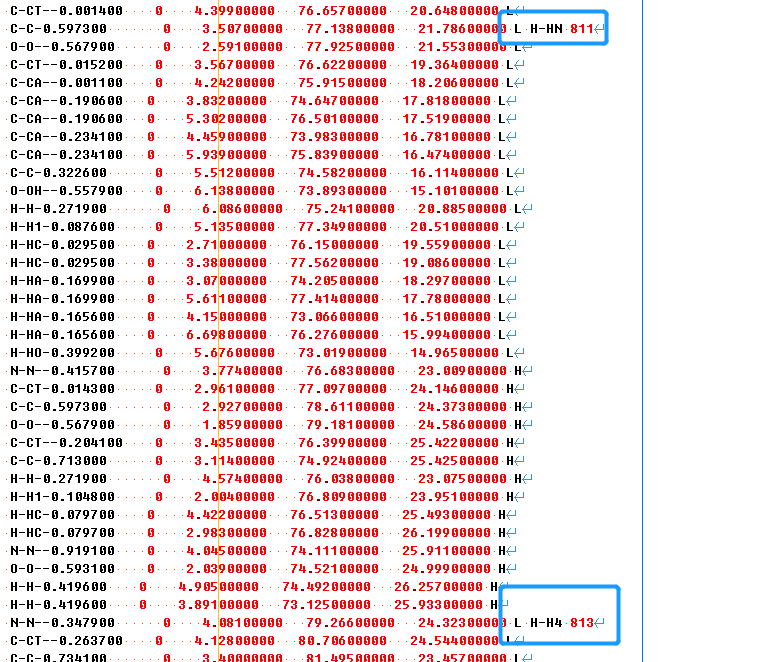 C-CT--0.001400 0 4.39900000 76.65700000 20.64800000 L
C-C-0.597300 0 3.50700000 77.13800000 21.78600000 L H-HN 811
O-O--0.567900 0 2.59100000 77.92500000 21.55300000 L
C-CT--0.015200 0 3.56700000 76.62200000 19.36400000 L
C-CA--0.001100 0 4.24200000 75.91500000 18.20600000 L
C-CA--0.190600 0 3.83200000 74.64700000 17.81800000 L
C-CA--0.190600 0 5.30200000 76.50100000 17.51900000 L
C-CA--0.234100 0 4.45900000 73.98300000 16.78100000 L
C-CA--0.234100 0 5.93900000 75.83900000 16.47400000 L
C-C-0.322600 0 5.51200000 74.58200000 16.11400000 L
O-OH--0.557900 0 6.13800000 73.89300000 15.10100000 L
H-H-0.271900 0 6.08600000 75.24100000 20.88500000 L
H-H1-0.087600 0 5.13500000 77.34900000 20.51000000 L
H-HC-0.029500 0 2.71000000 76.15000000 19.55900000 L
H-HC-0.029500 0 3.38000000 77.56200000 19.08600000 L
H-HA-0.169900 0 3.07000000 74.20500000 18.29700000 L
H-HA-0.169900 0 5.61100000 77.41400000 17.78000000 L
H-HA-0.165600 0 4.15000000 73.06600000 16.51000000 L
H-HA-0.165600 0 6.69800000 76.27600000 15.99400000 L
H-HO-0.399200 0 5.67600000 73.01900000 14.96500000 L
N-N--0.415700 0 3.77400000 76.68300000 23.00900000 H
C-CT-0.014300 0 2.96100000 77.09700000 24.14600000 H
C-C-0.597300 0 2.92700000 78.61100000 24.37300000 H
O-O--0.567900 0 1.85900000 79.18100000 24.58600000 H
C-CT--0.204100 0 3.43500000 76.39900000 25.42200000 H
C-C-0.713000 0 3.11400000 74.92400000 25.42500000 H
H-H-0.271900 0 4.57400000 76.03800000 23.07500000 H
H-H1-0.104800 0 2.00400000 76.80900000 23.95100000 H
H-HC-0.079700 0 4.42200000 76.51300000 25.49300000 H
H-HC-0.079700 0 2.98300000 76.82800000 26.19900000 H
N-N--0.919100 0 4.04500000 74.11100000 25.91100000 H
O-O--0.593100 0 2.03900000 74.52100000 24.99900000 H
H-H-0.419600 0 4.90500000 74.49200000 26.25700000 H
H-H-0.419600 0 3.89100000 73.12500000 25.93300000 H
N-N--0.347900 0 4.08100000 79.26600000 24.32300000 L H-H4 813
C-CT--0.263700 0 4.12800000 80.70600000 24.54400000 L
C-C--0.734100 0 3.40000000 81.49500000 23.45700000 L